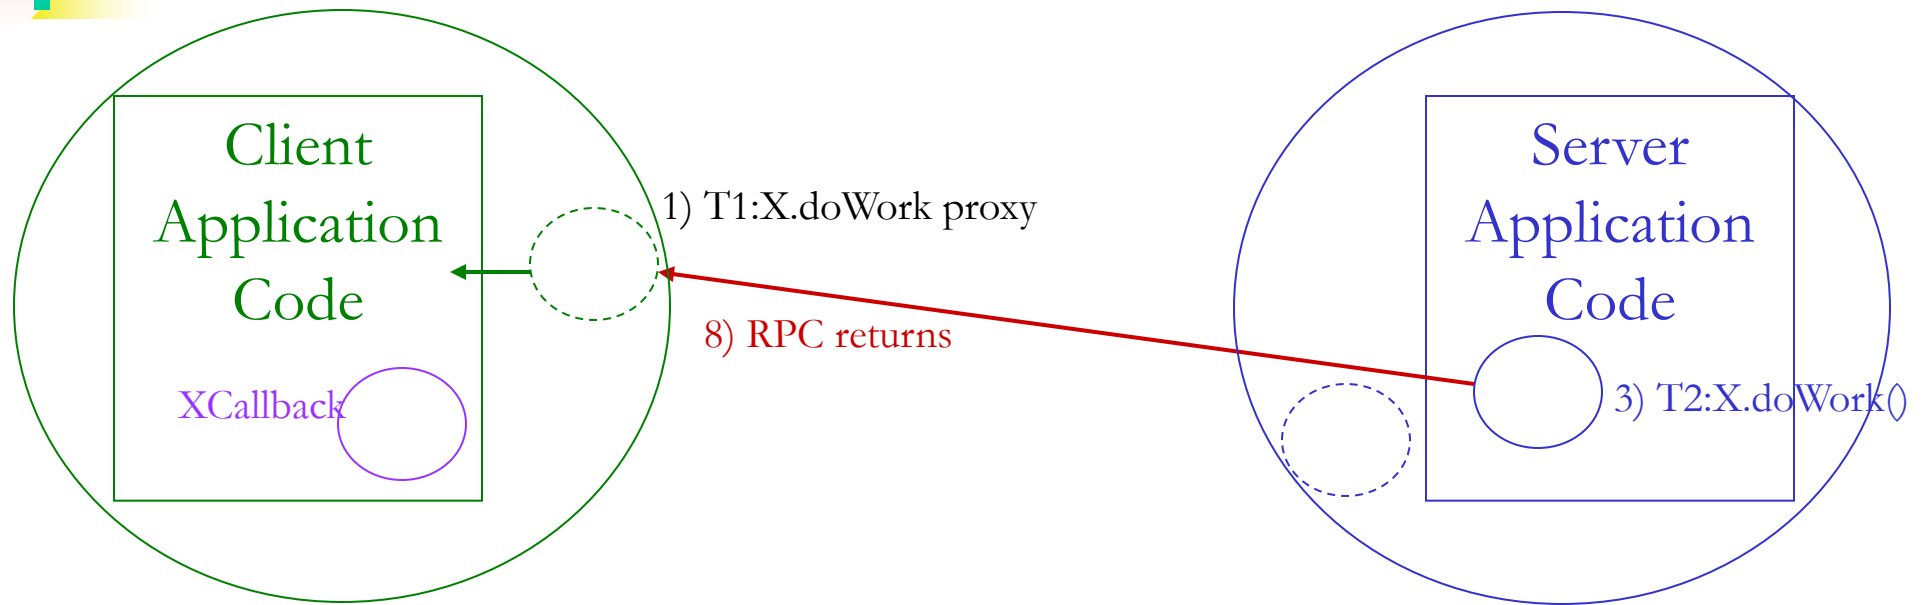 Client
Application
Code
XCallback
1) T1:X.doWork proxy
8) RPC returns
Server
Application
Code
3) T2:X.doWork()